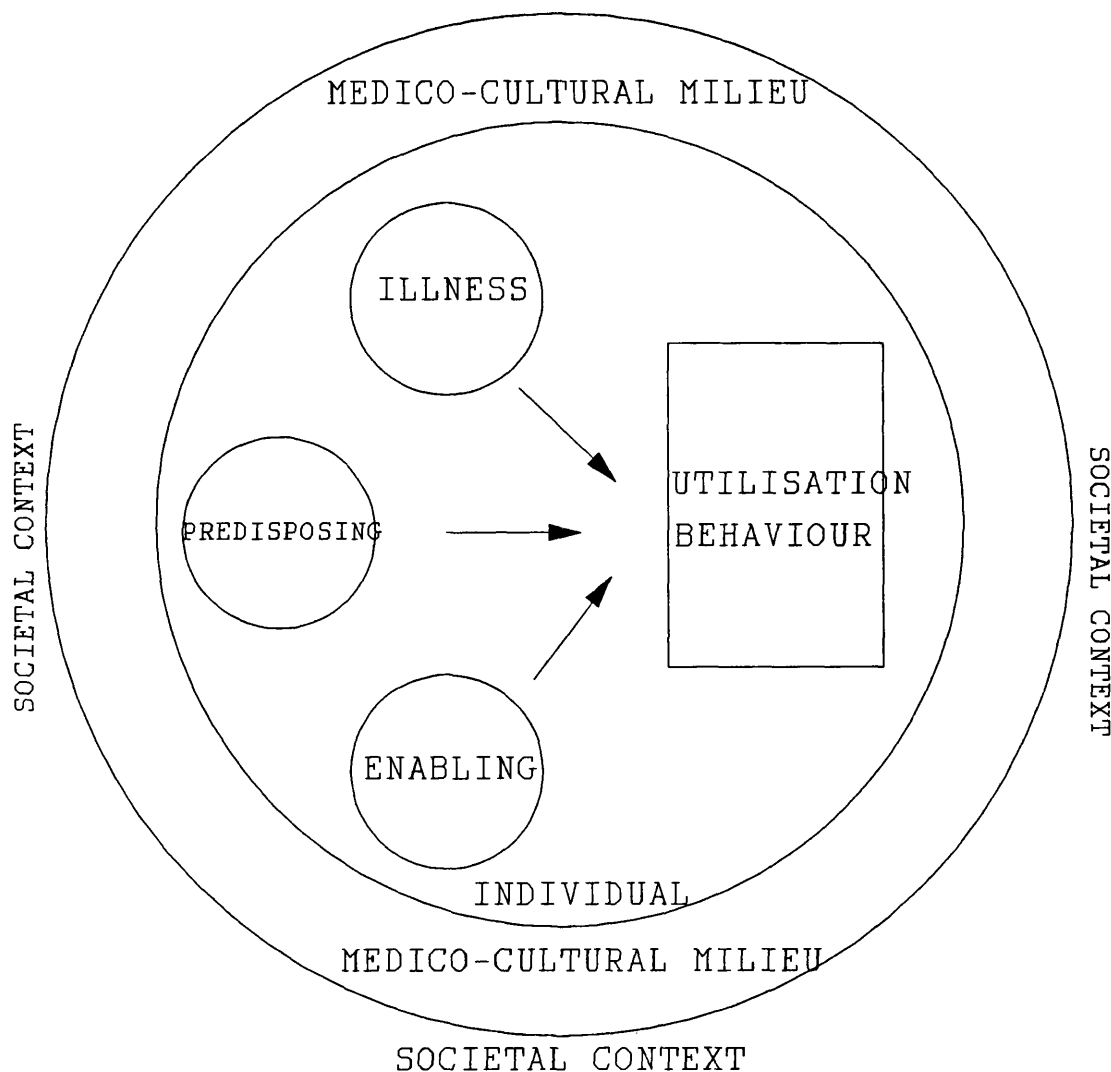 MEDICO-CULTURAL MILIEU
ILLNESS
SOCIETAL CONTEXT
SOCIETAL CONTEXT
UTILISATION
BEHAVIOUR
PREDISPOSING
ENABLING
INDIVIDUAL
MEDICO-CULTURAL MILIEU
SOCIETAL CONTEXT